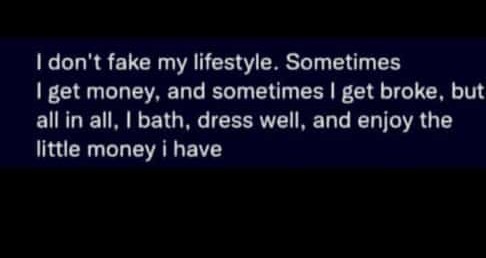 I don't fake my lifestyle. Sometimes
I get money, and sometimes I get broke, but
all in all, I bath, dress well, and enjoy the
little money i have